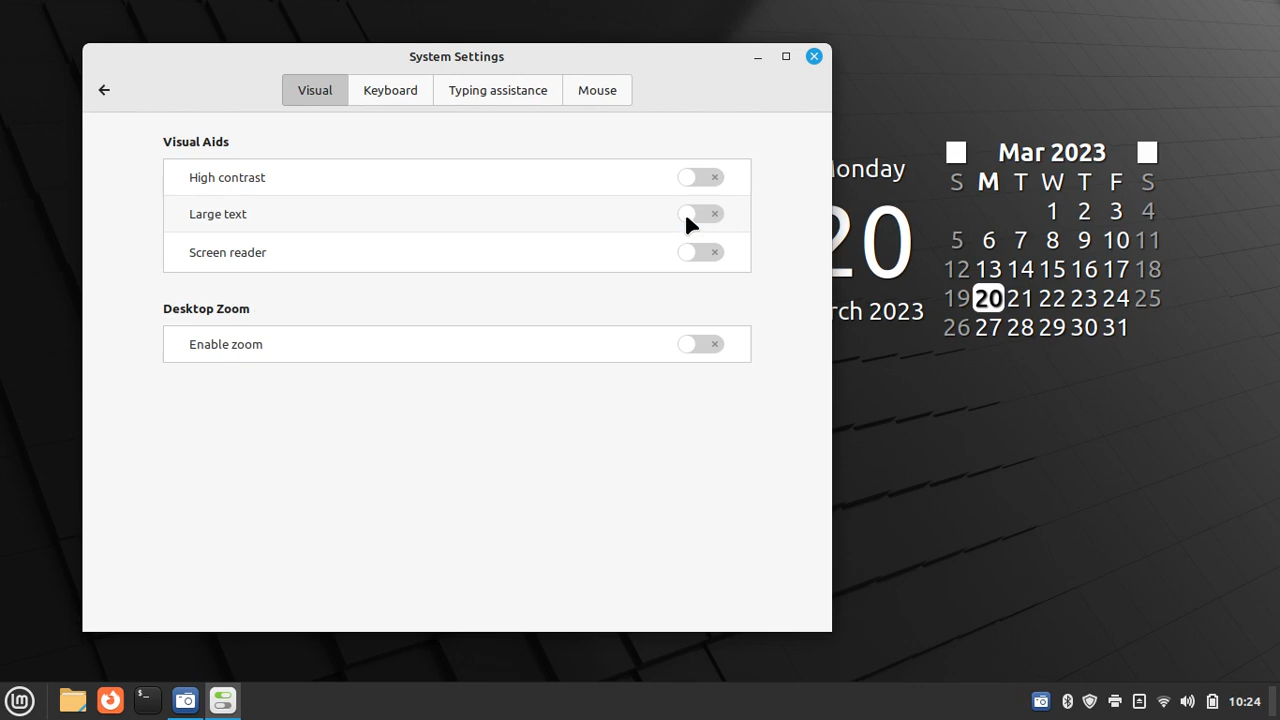 System Settings
Visual Keyboard Typing assistance Mouse
Visual Aids
High contrast
Large text
Screen reader
Desktop Zoom
Enable zoom
20
rch 2023
Mar 2023
S M T W T F S
1 2 3 4
5 6 7 8 9 10 11
12 13 14 15 16 17 18
19 20 21 22 23 24 25
26 27 28 29 30 31
$_
lm
10:24